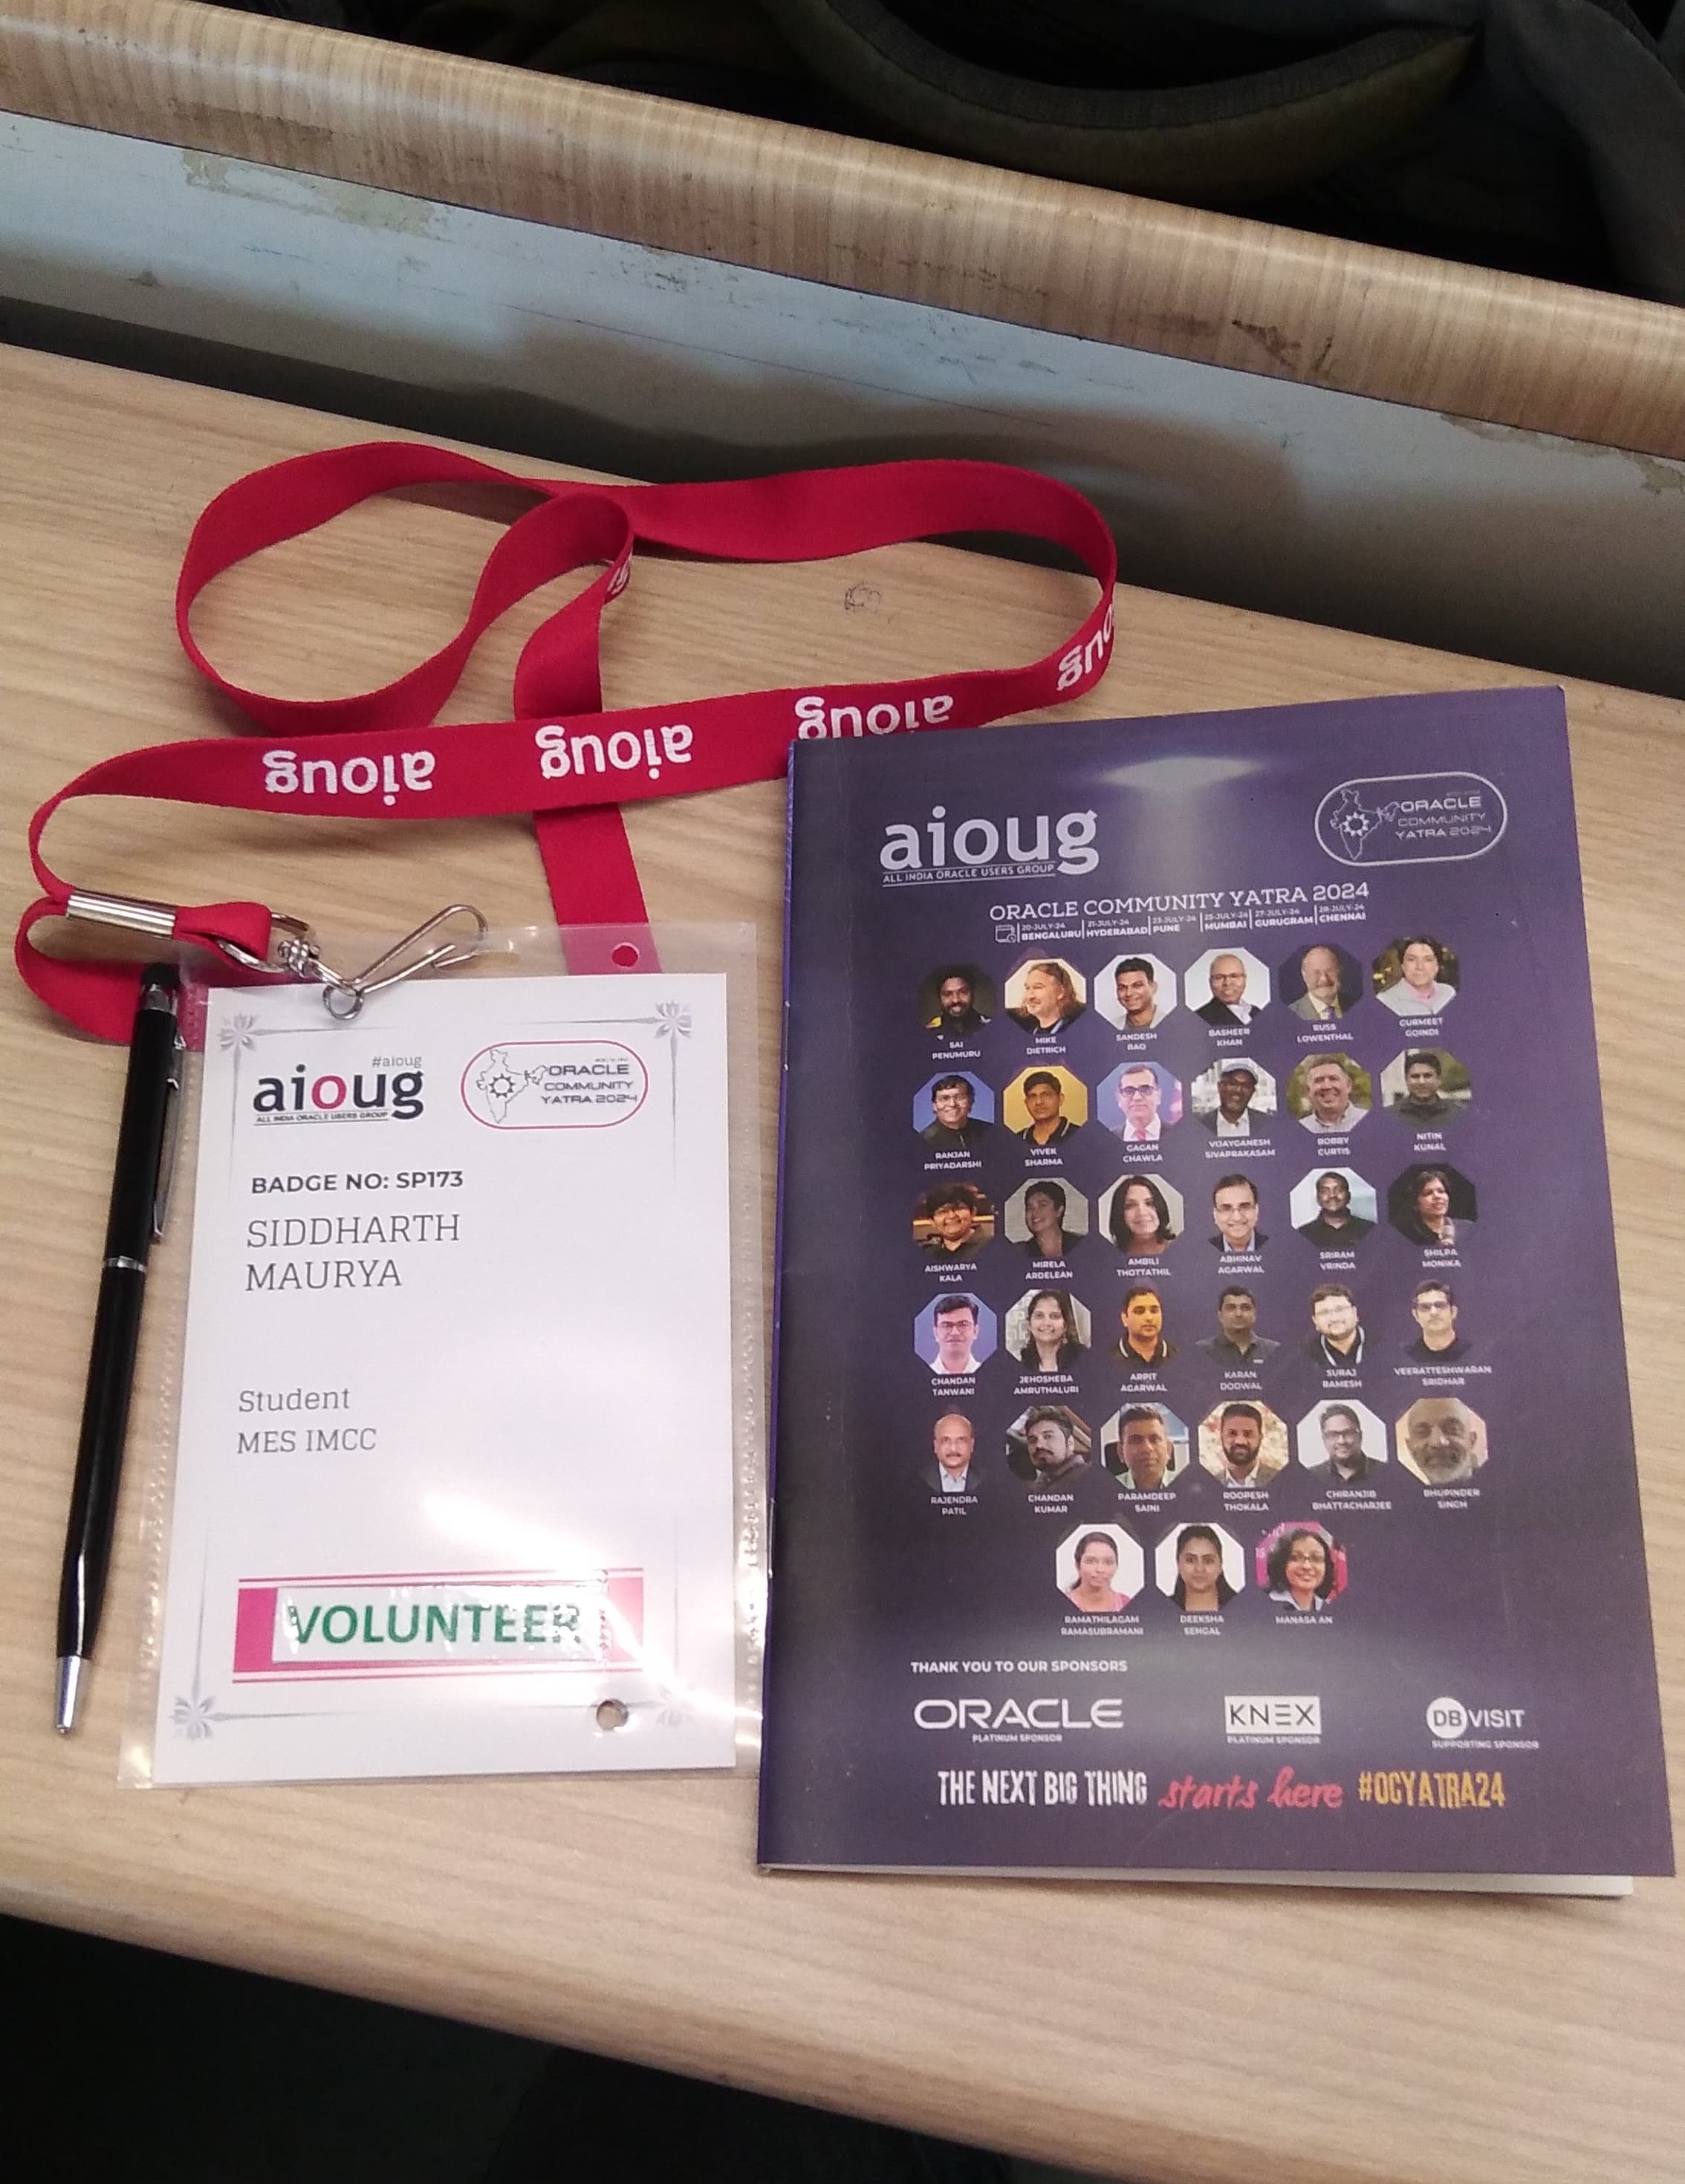 aioug
aioug
aioug
#aioug
aioug
ALL INDIA ORACLE USERS GROUP
ORACLE
COMMUNITY
YATRA 2024
BADGE NO: SP173
SIDDHARTH
MAURYA
Student
MES IMCC
VOLUNTEER
aioug
ALL INDIA ORACLE USERS GROUP
ORACLE
COMMUNITY
YATRA 2024
ORACLE COMMUNITY YATRA 2024
20-JULY-24 21-JULY-24 23-JULY-24 25-JULY-24 27-JULY-24 28-JULY-24
BENGALURU HYDERABAD PUNE MUMBAI GURUGRAM CHENNAI
SAI PENUMURU
MIKE DIETRICH
SANDESH RAO
BASHEER KHAN
RUSS LOWENTHAL
GURMEET GOINDI
RANJAN PRIYADARSHI
VIVEK SHARMA
GAGAN CHAWLA
VIJAYGANESH SIVAPRAKASAM
BOBBY CURTIS
NITIN KUNAL
AISHWARYA KALA
MIRELA ARDELEAN
AMBILI THOTTATHIL
ABHINAV AGARWAL
SRIRAM VRINDA
SHILPA MONIKA
CHANDAN TANWANI
JEHOSHEBA AMRUTHALURI
ARPIT AGARWAL
KARAN DODWAL
SURAJ RAMESH
VEERATTESHWARAN SRIDHAR
RAJENDRA PATIL
CHANDAN KUMAR
PARAMDEEP SAINI
ROOPESH THOKALA
CHIRANJIB BHATTACHARJEE
BHUPINDER SINGH
RAMATHILAGAM RAMASUBRAMANI
DEEKSHA SEHGAL
MANASA AN
THANK YOU TO OUR SPONSORS
ORACLE
PLATINUM SPONSOR
KNEX
PLATINUM SPONSOR
DB VISIT
SUPPORTING SPONSOR
THE NEXT BIG THING starts here #OCYATRA24